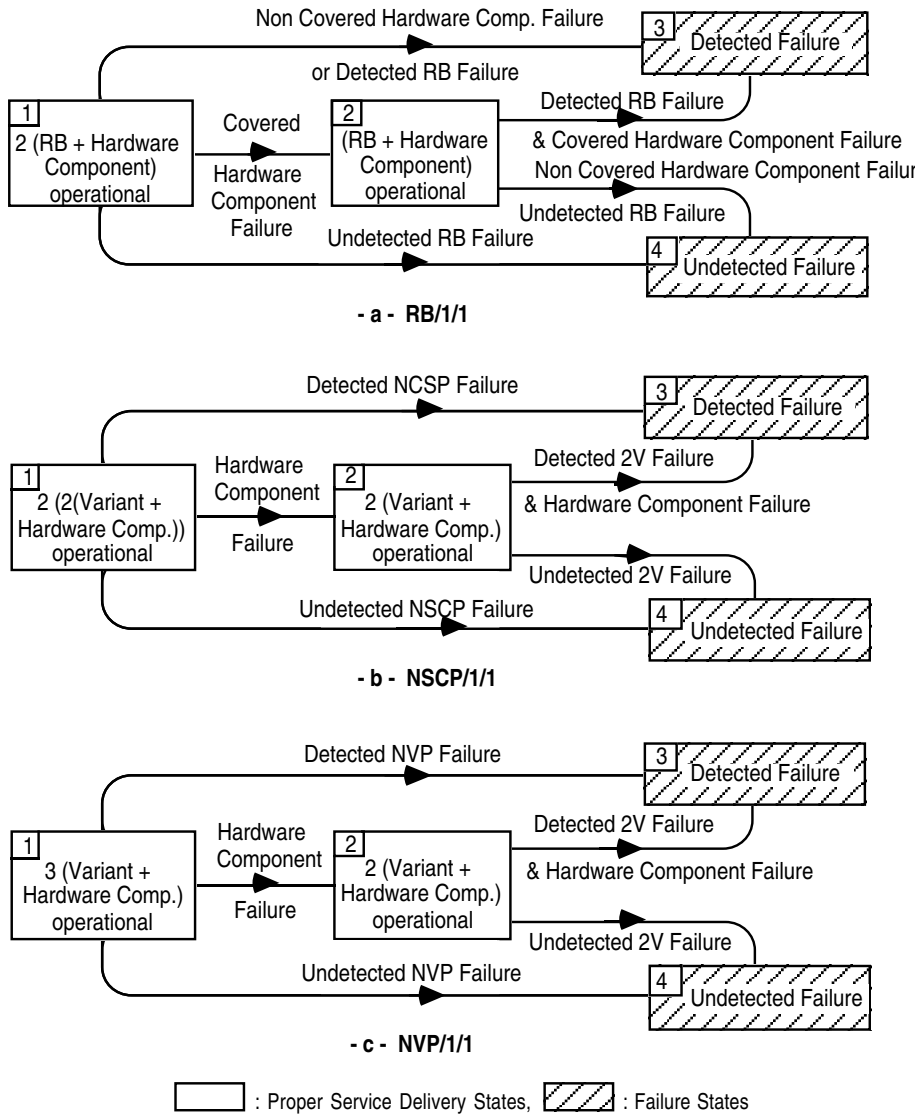 Non Covered Hardware Comp. Failure
or Detected RB Failure
3
Detected Failure
1
2 (RB + Hardware
Component)
operational
Covered
Hardware
Component
Failure
2
(RB + Hardware
Component)
operational
Detected RB Failure
& Covered Hardware Component Failure
Non Covered Hardware Component Failur
Undetected RB Failure
Undetected RB Failure
4
Undetected Failure
- a - RB/1/1
Detected NCSP Failure
3
Detected Failure
1
2 (2(Variant +
Hardware Comp.))
operational
Hardware
Component
Failure
2
2 (Variant +
Hardware Comp.)
operational
Detected 2V Failure
& Hardware Component Failure
Undetected 2V Failure
Undetected NSCP Failure
4
Undetected Failure
- b - NSCP/1/1
Detected NVP Failure
3
Detected Failure
1
3 (Variant +
Hardware Comp.)
operational
Hardware
Component
Failure
2
2 (Variant +
Hardware Comp.)
operational
Detected 2V Failure
& Hardware Component Failure
Undetected 2V Failure
Undetected NVP Failure
4
Undetected Failure
- c - NVP/1/1
: Proper Service Delivery States, : Failure States